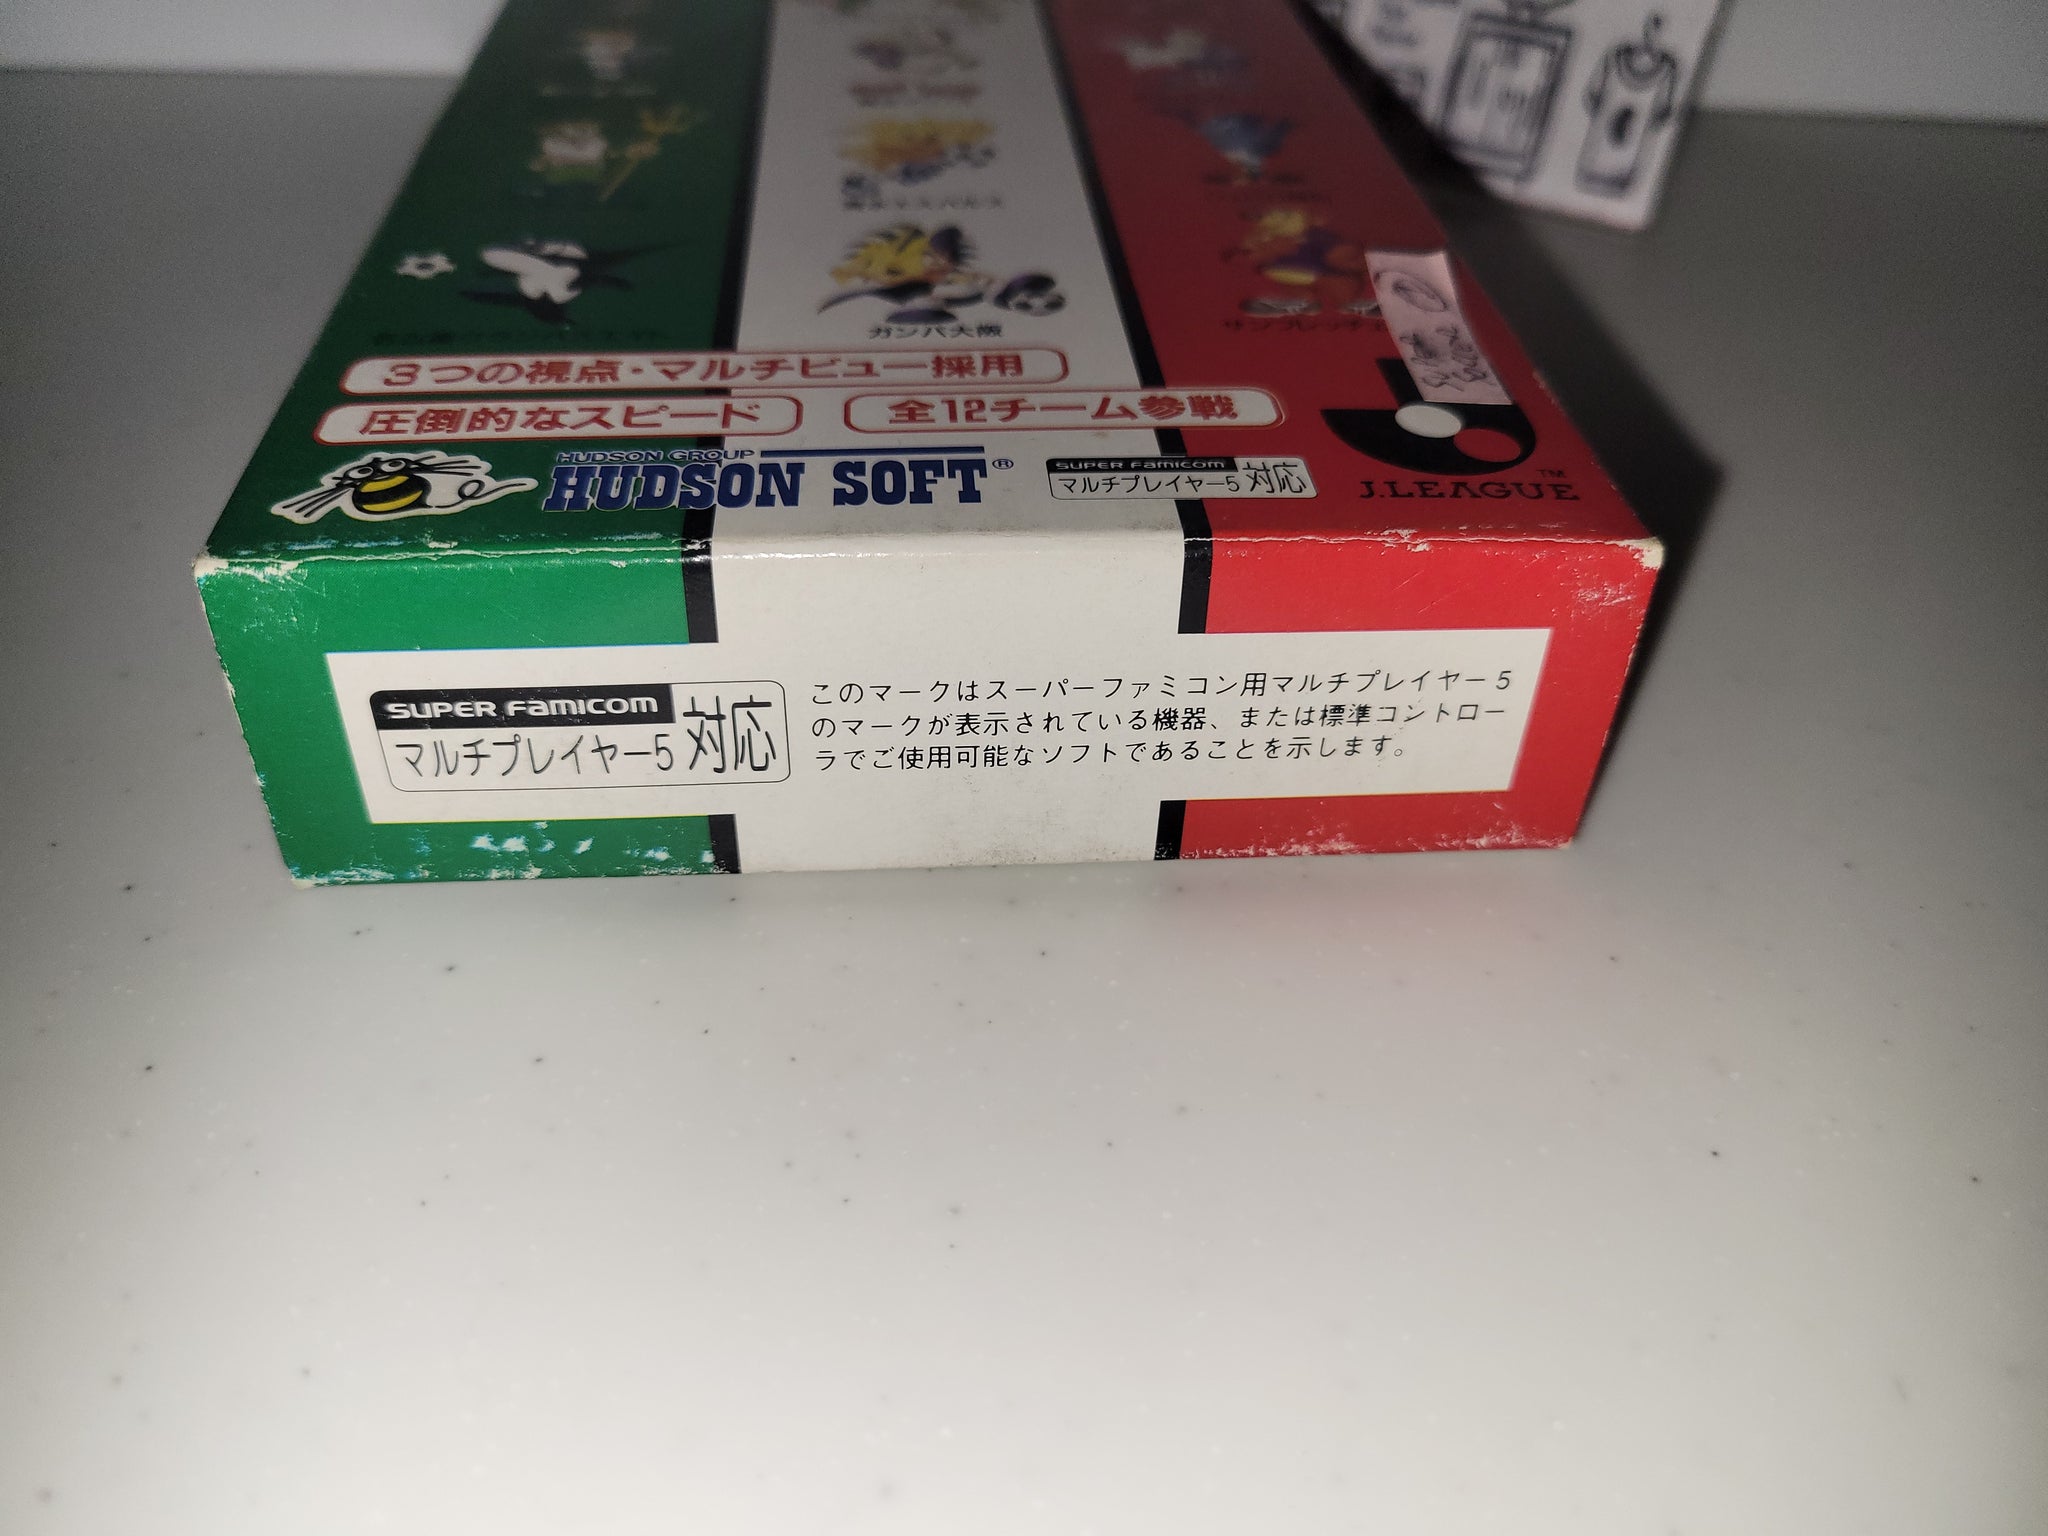 ガンバ大阪
3つの視点・マルチビュー採用
圧倒的なスピード
全12チーム参戦
HUDSON GROUP
HUDSON SOFT®
SUPER Famicom
マルチプレイヤー5 対応
J.LEAGUE™
SUPER Famicom
マルチプレイヤー5 対応
このマークはスーパーファミコン用マルチプレイヤー5
のマークが表示されている機器、または標準コントロー
ラでご使用可能なソフトであることを示します。